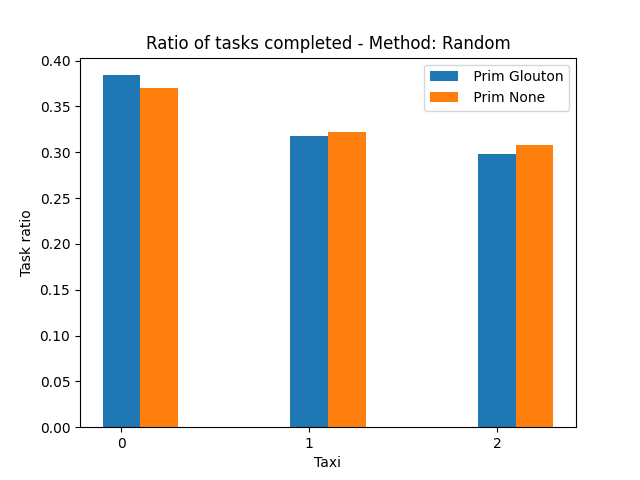 Ratio of tasks completed - Method: Random
Prim Glouton
Prim None
Task ratio
0.40
0.35
0.30
0.25
0.20
0.15
0.10
0.05
0.00
0
1
2
Taxi